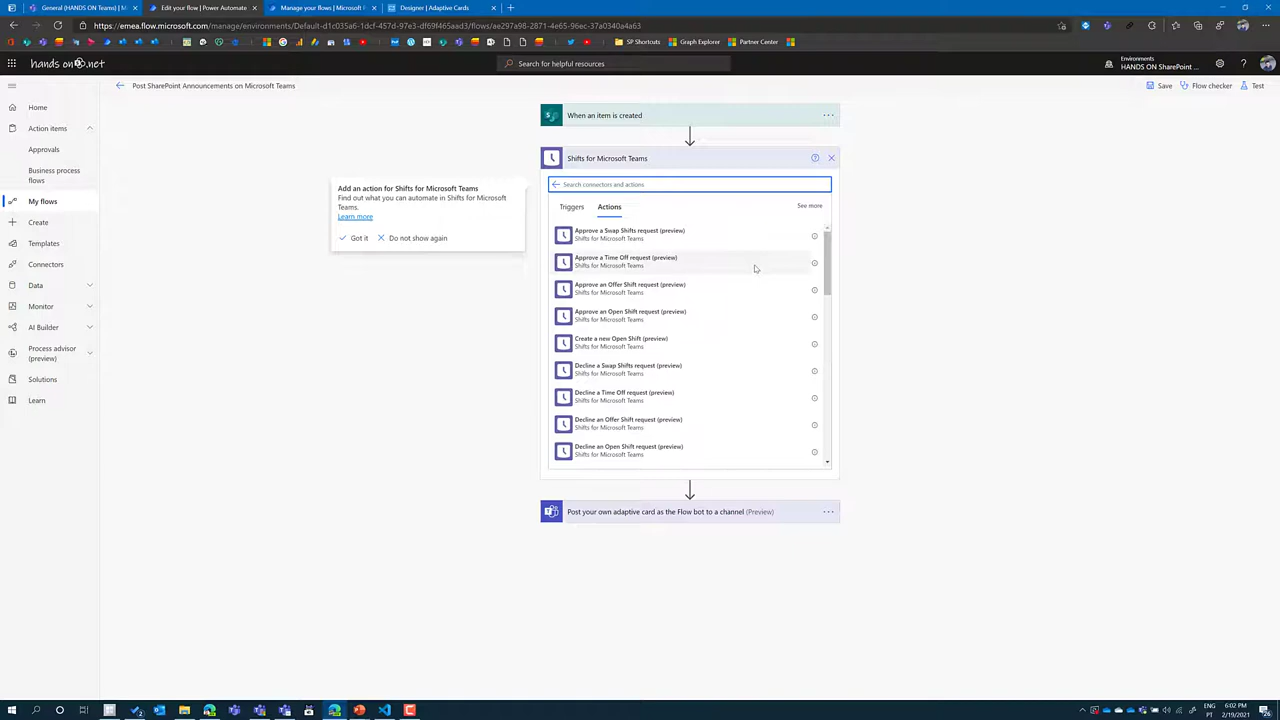 General (HANDS ON Teams) | M
Edit your flow | Power Automate
Manage your flows | Microsoft P
Designer | Adaptive Cards
https://emea.flow.microsoft.com/manage/environments/Default-d1c035a6-1dcf-457d-97e3-df69f465aad3/flows/ae297a98-2871-4e65-96ec-37a0340a4a63
SP Shortcuts
Graph Explorer
Partner Center
hands on .net
Search for helpful resources
Environments
HANDS ON SharePoint ...
Post SharePoint Announcements on Microsoft Teams
Save
Flow checker
Test
Home
Action items
Approvals
Business process
flows
My flows
Create
Templates
Connectors
Data
Monitor
AI Builder
Process advisor
(preview)
Solutions
Learn
When an item is created
Shifts for Microsoft Teams
Add an action for Shifts for Microsoft Teams
Find out what you can automate in Shifts for Microsoft
Teams.
Learn more
Got it
Do not show again
Search connectors and actions
Triggers
Actions
See more
Approve a Swap Shifts request (preview)
Shifts for Microsoft Teams
Approve a Time Off request (preview)
Shifts for Microsoft Teams
Approve an Offer Shift request (preview)
Shifts for Microsoft Teams
Approve an Open Shift request (preview)
Shifts for Microsoft Teams
Create a new Open Shift (preview)
Shifts for Microsoft Teams
Decline a Swap Shifts request (preview)
Shifts for Microsoft Teams
Decline a Time Off request (preview)
Shifts for Microsoft Teams
Decline an Offer Shift request (preview)
Shifts for Microsoft Teams
Decline an Open Shift request (preview)
Shifts for Microsoft Teams
Post your own adaptive card as the Flow bot to a channel (Preview)
ENG
PT
6:02 PM
2/19/2021